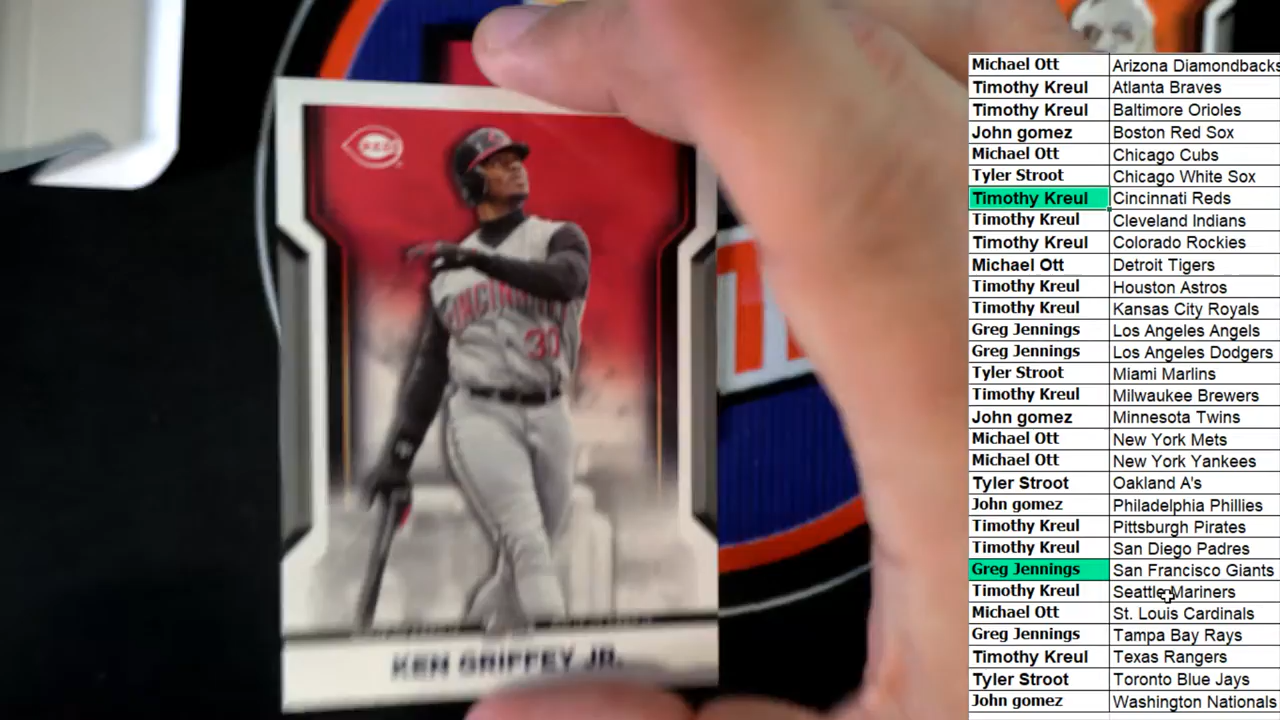 REDS
CINCINNATI
30
KEN GRIFFEY JR.
Michael Ott Arizona Diamondbacks
Timothy Kreul Atlanta Braves
Timothy Kreul Baltimore Orioles
John gomez Boston Red Sox
Michael Ott Chicago Cubs
Tyler Stroot Chicago White Sox
Timothy Kreul Cincinnati Reds
Timothy Kreul Cleveland Indians
Timothy Kreul Colorado Rockies
Michael Ott Detroit Tigers
Timothy Kreul Houston Astros
Timothy Kreul Kansas City Royals
Greg Jennings Los Angeles Angels
Greg Jennings Los Angeles Dodgers
Tyler Stroot Miami Marlins
Timothy Kreul Milwaukee Brewers
John gomez Minnesota Twins
Michael Ott New York Mets
Michael Ott New York Yankees
Tyler Stroot Oakland A's
John gomez Philadelphia Phillies
Timothy Kreul Pittsburgh Pirates
Timothy Kreul San Diego Padres
Greg Jennings San Francisco Giants
Timothy Kreul Seattle Mariners
Michael Ott St. Louis Cardinals
Greg Jennings Tampa Bay Rays
Timothy Kreul Texas Rangers
Tyler Stroot Toronto Blue Jays
John gomez Washington Nationals